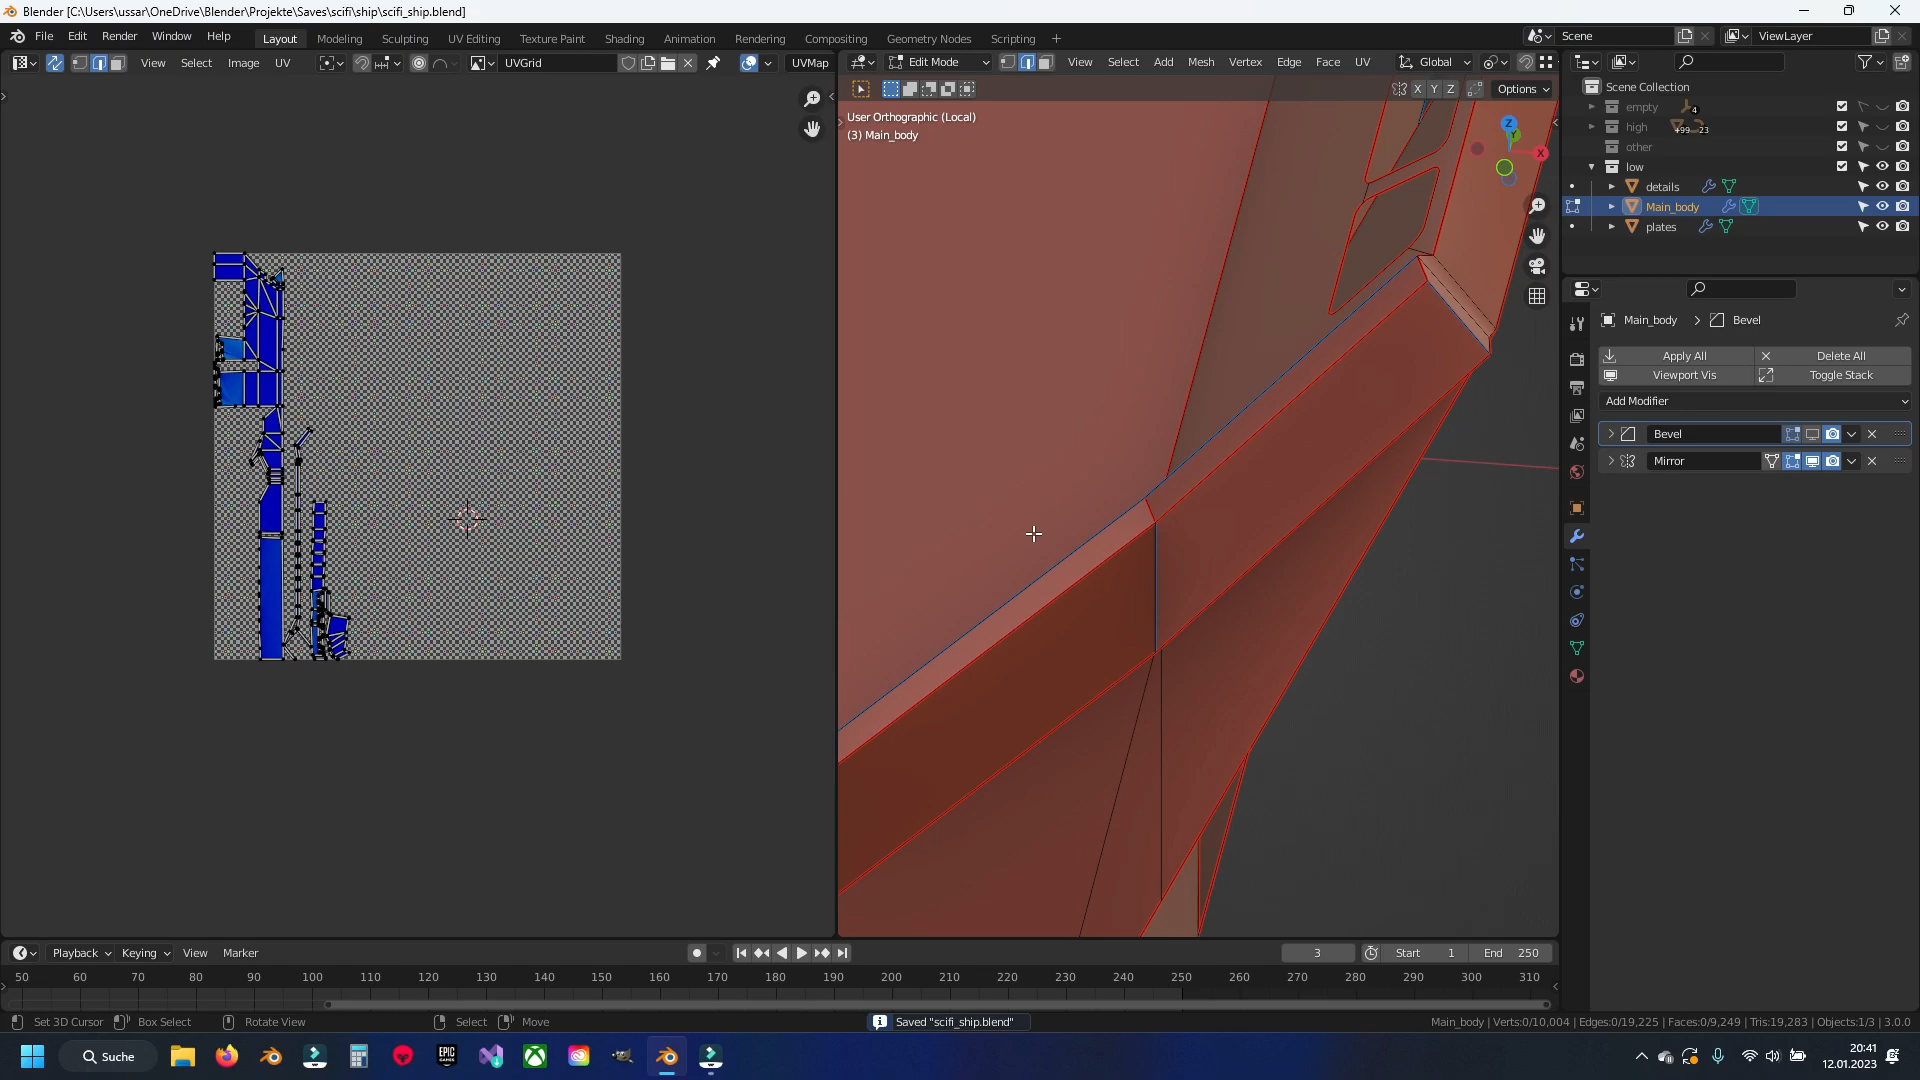 Blender [C:\Users\ussar\OneDrive\Blender\Projekte\Saves\scifi\ship\scifi_ship.blend]
File Edit Render Window Help Layout Modeling Sculpting UV Editing Texture Paint Shading Animation Rendering Compositing Geometry Nodes Scripting + Scene ViewLayer
View Select Image UV UVGrid UVMap Edit Mode View Select Add Mesh Vertex Edge Face UV Global
X Y Z Options
User Orthographic (Local)
(3) Main_body
Z
Y
X
Scene Collection
empty 4
high +99 23
other
low
details
Main_body
plates
Main_body > Bevel
Apply All Delete All
Viewport Vis Toggle Stack
Add Modifier
Bevel
Mirror
Playback Keying View Marker 3 Start 1 End 250
50 60 70 80 90 100 110 120 130 140 150 160 170 180 190 200 210 220 230 240 250 260 270 280 290 300 310
Set 3D Cursor Box Select Rotate View Select Move Saved "scifi_ship.blend" Main_body | Verts:0/10,004 | Edges:0/19,225 | Faces:0/9,249 | Tris:19,283 | Objects:1/3 | 3.0.0
Suche EPIC GAMES 20:41
12.01.2023